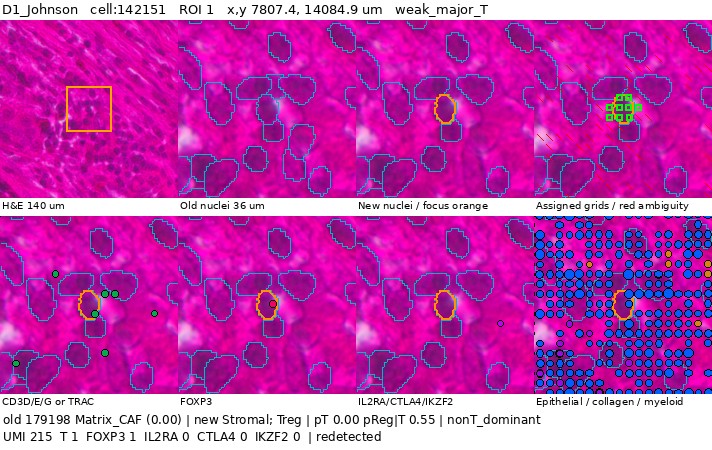 D1_Johnson cell:142151 ROI 1 x,y 7807.4, 14084.9 um weak_major_T
H&E 140 um
Old nuclei 36 um
New nuclei / focus orange
Assigned grids / red ambiguity
CD3D/E/G or TRAC
FOXP3
IL2RA/CTLA4/IKZF2
Epithelial / collagen / myeloid
old 179198 Matrix_CAF (0.00) | new Stromal; Treg | pT 0.00 pReg|T 0.55 | nonT_dominant
UMI 215 T 1 FOXP3 1 IL2RA 0 CTLA4 0 IKZF2 0 | redetected